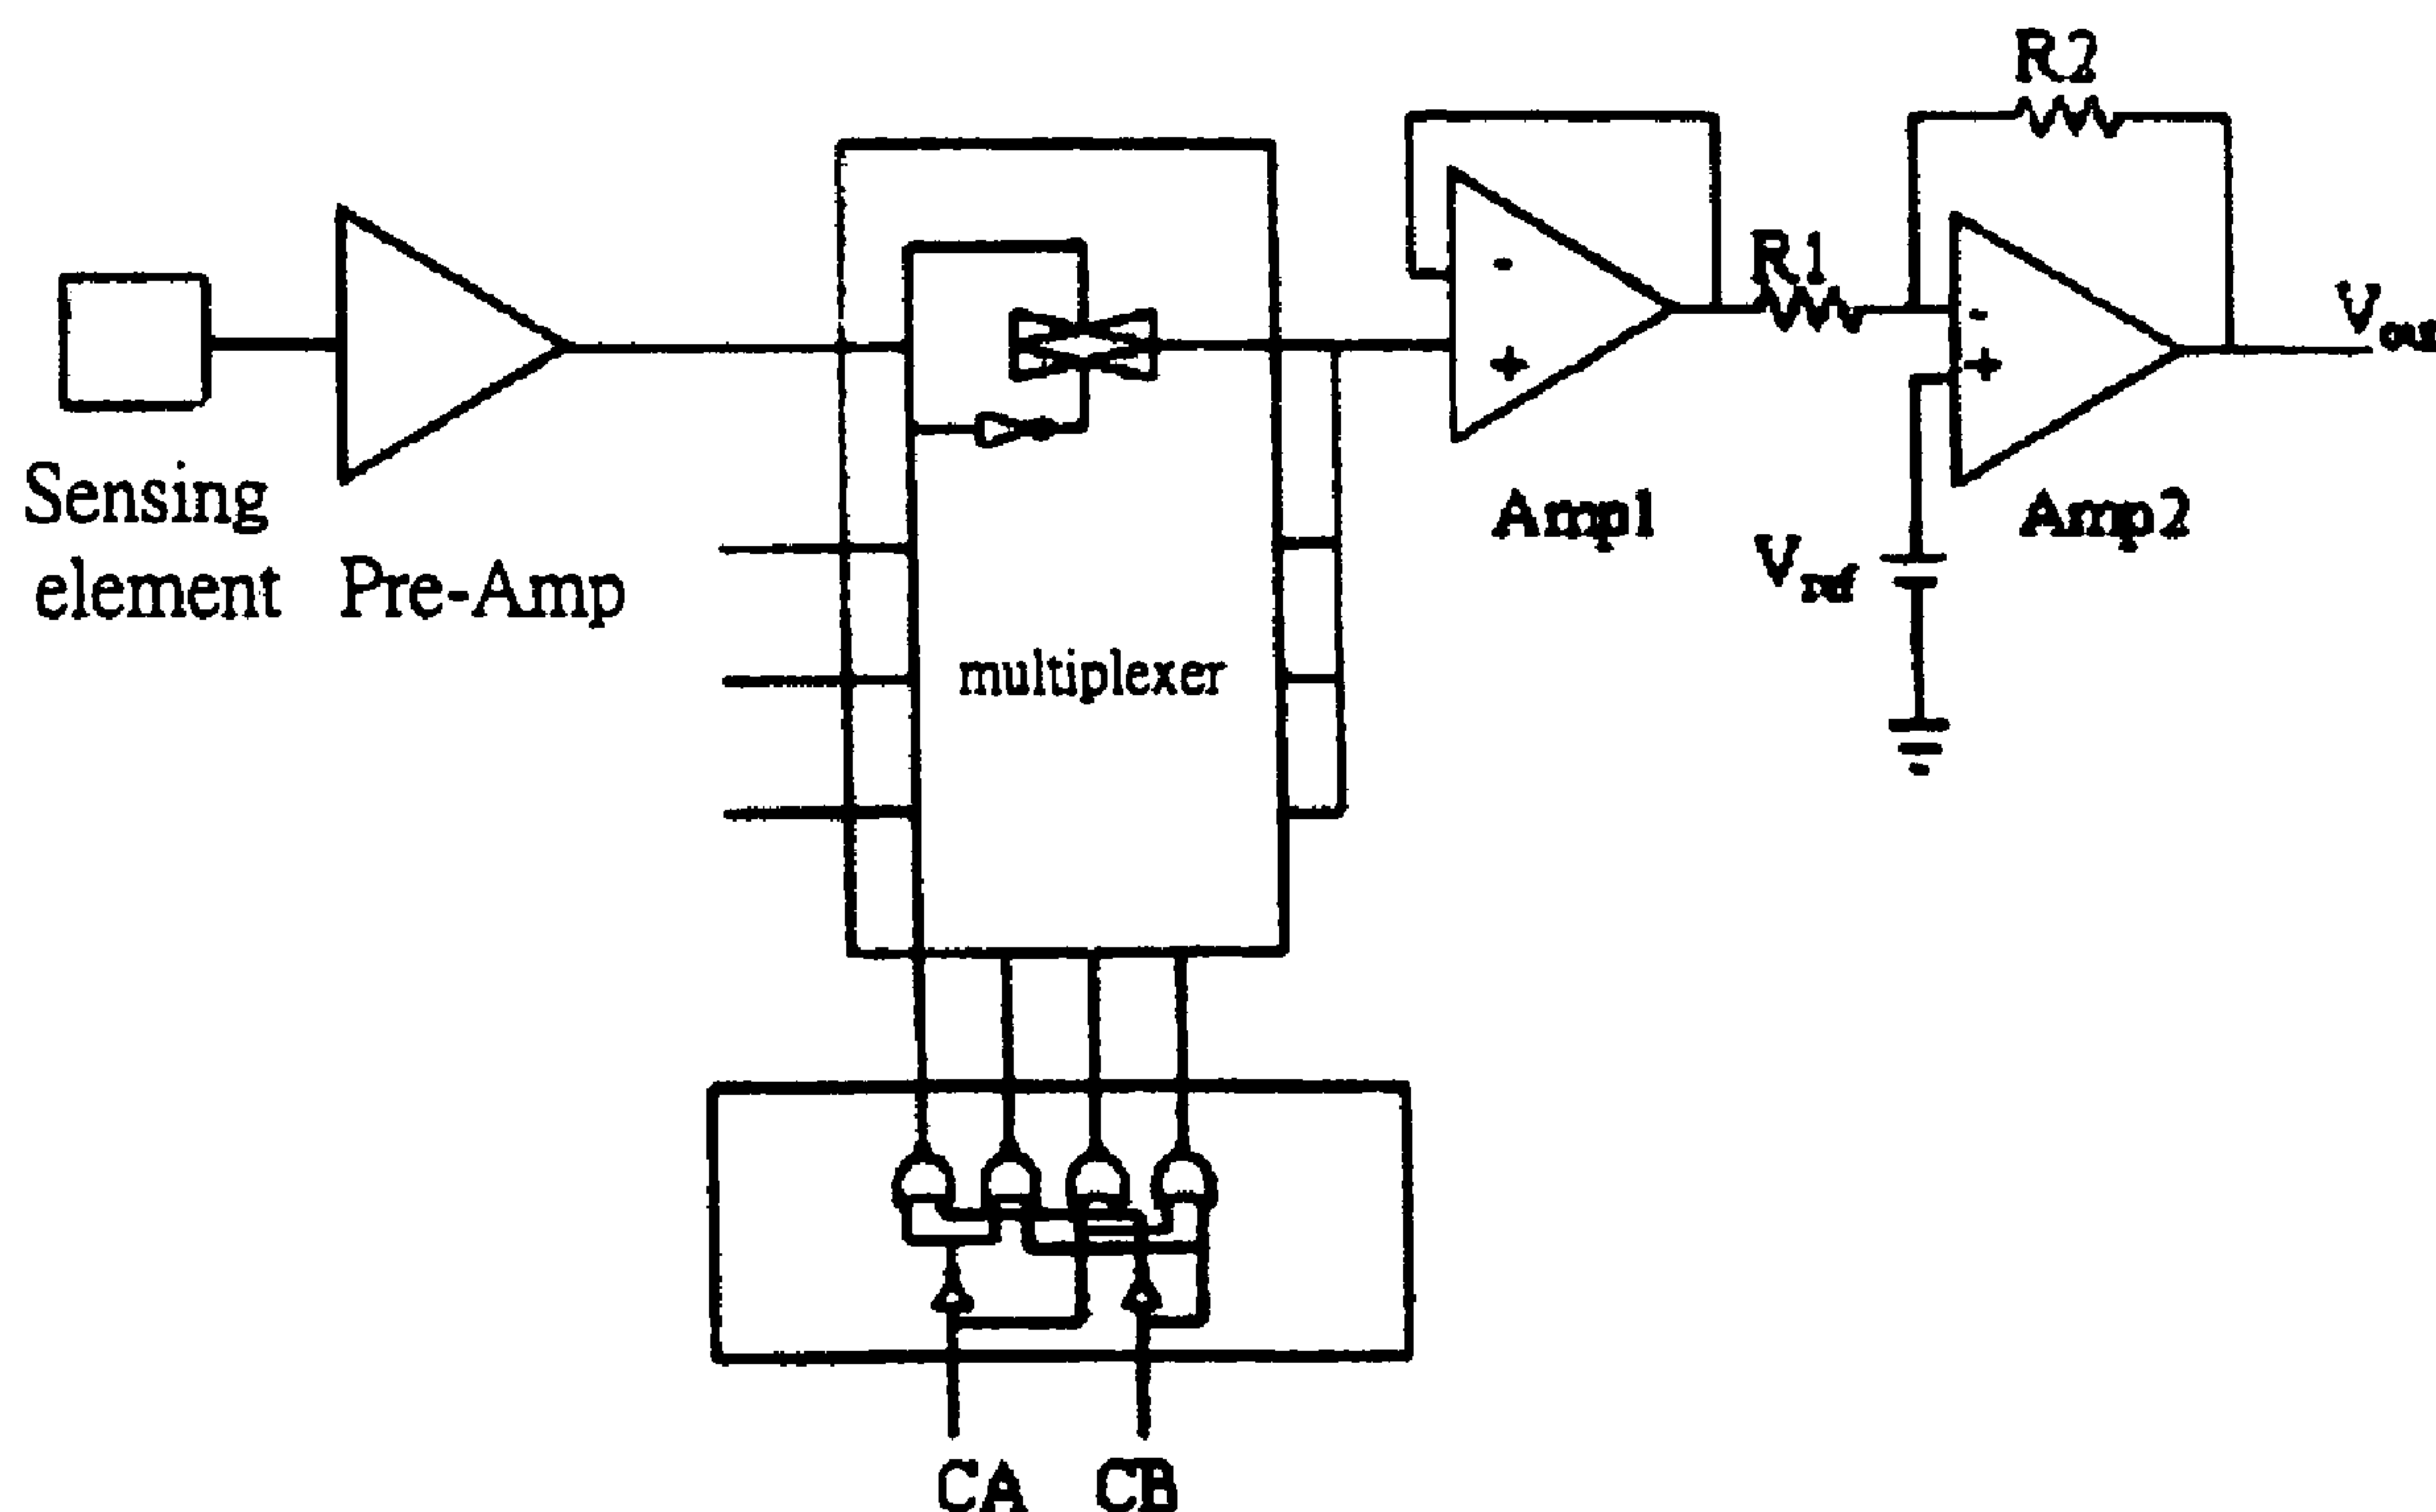 Sensing
element
Pre-Amp
multiplexer
-
+
Amp1
R1
R2
-
+
Amp2
Vref
Vout
CA
CB